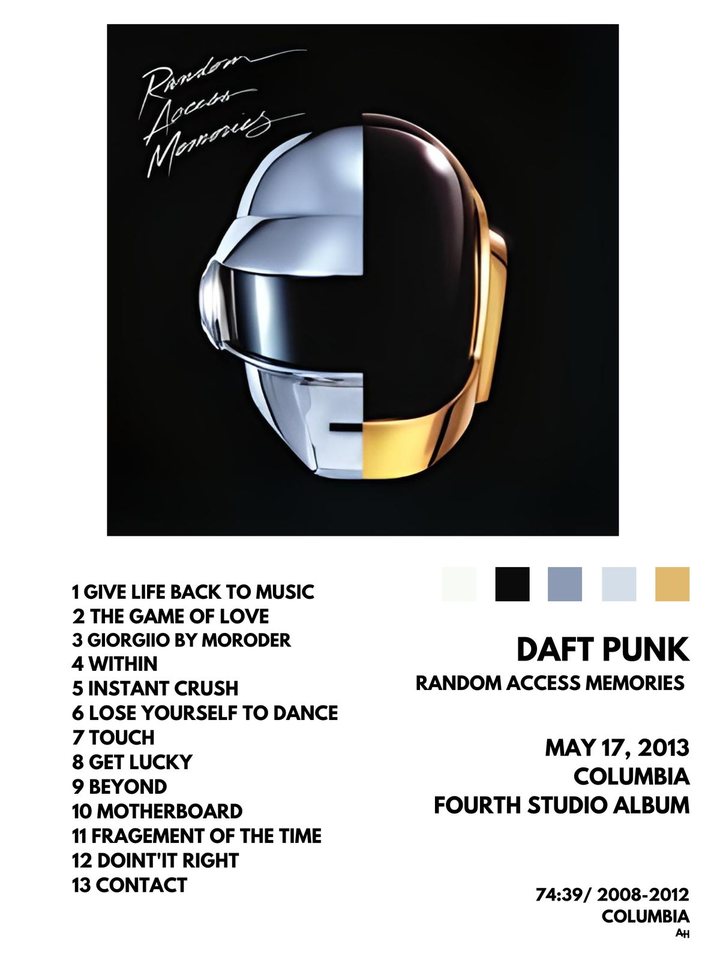 Random
Access
Memories
1 GIVE LIFE BACK TO MUSIC
2 THE GAME OF LOVE
3 GIORGIIO BY MORODER
4 WITHIN
5 INSTANT CRUSH
6 LOSE YOURSELF TO DANCE
7 TOUCH
8 GET LUCKY
9 BEYOND
10 MOTHERBOARD
11 FRAGEMENT OF THE TIME
12 DOINT'IT RIGHT
13 CONTACT
DAFT PUNK
RANDOM ACCESS MEMORIES
MAY 17, 2013
COLUMBIA
FOURTH STUDIO ALBUM
74:39/ 2008-2012
COLUMBIA
AH